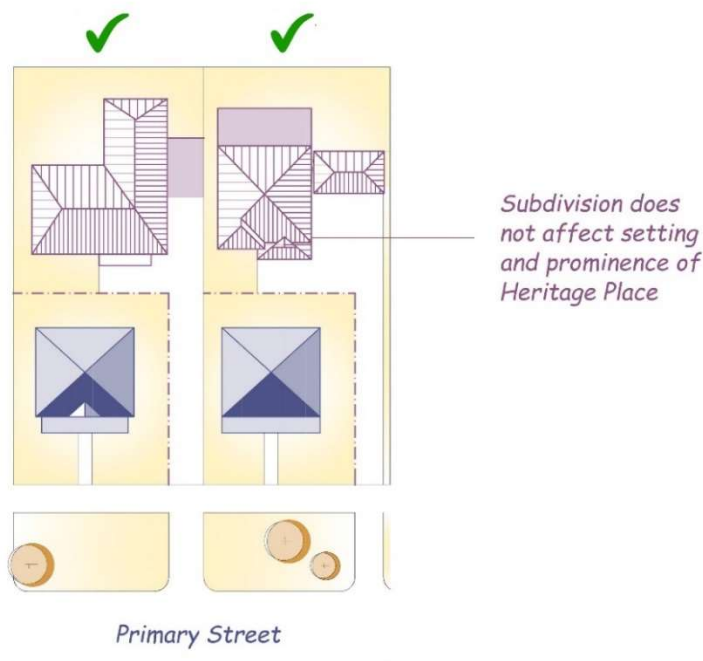 Subdivision does
not affect setting
and prominence of
Heritage Place
Primary Street